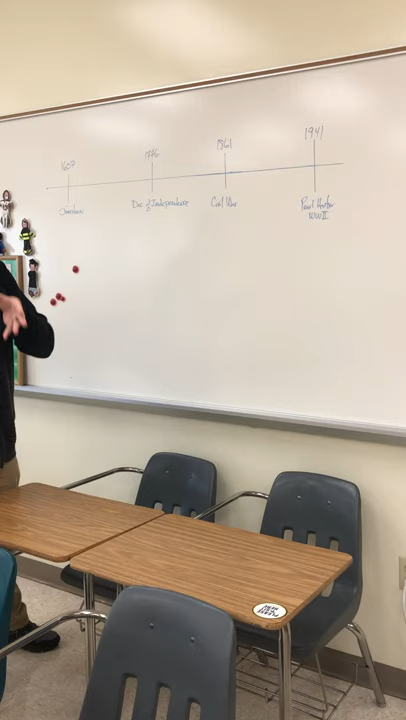 1607
1776
1861
1941
Jamestown
Dec of Independence
Civil War
Pearl Harbor
WWII